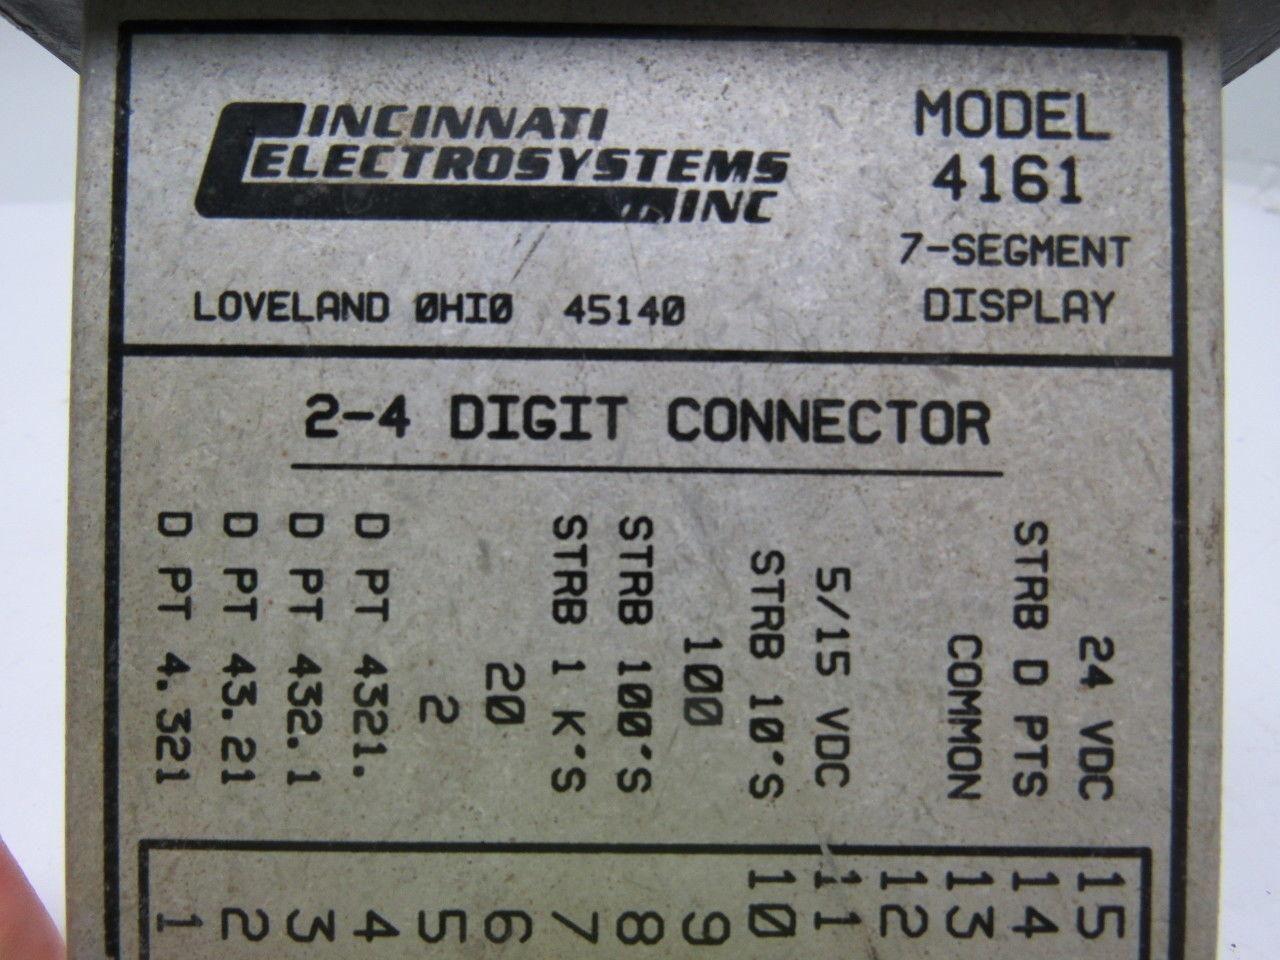 CINCINNATI
ELECTROSYSTEMS
INC
LOVELAND OHIO 45140
MODEL
4161
7-SEGMENT
DISPLAY
2-4 DIGIT CONNECTOR
D PT 4.321 1
D PT 43.21 2
D PT 432.1 3
D PT 4321. 4
2 5
20 6
STRB 1 K'S 7
STRB 100'S 8
100 9
STRB 10'S 10
5/15 VDC 11
12
COMMON 13
STRB D PTS 14
24 VDC 15